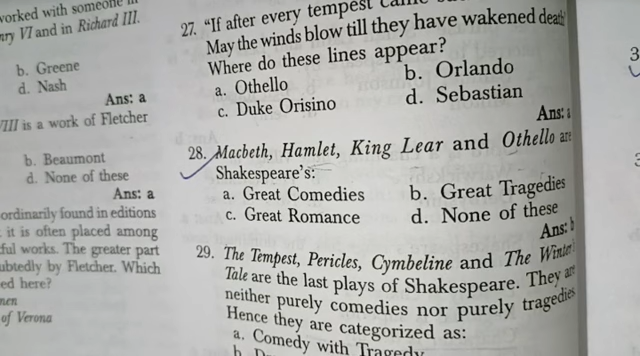 worked with someone in
nry VI and in Richard III.
b. Greene
d. Nash
Ans: a
VIII is a work of Fletcher
b. Beaumont
d. None of these
Ans: a
ordinarily found in editions
it is often placed among
ful works. The greater part
ubtedly by Fletcher. Which
ed here?
men
of Verona
27. "If after every tempest came
May the winds blow till they have wakened death
Where do these lines appear?
a. Othello b. Orlando
c. Duke Orisino d. Sebastian
Ans: a
28. Macbeth, Hamlet, King Lear and Othello are
Shakespeare's:
a. Great Comedies b. Great Tragedies
c. Great Romance d. None of these
Ans: b
29. The Tempest, Pericles, Cymbeline and The Winter's
Tale are the last plays of Shakespeare. They are
neither purely comedies nor purely tragedies
Hence they are categorized as:
a. Comedy with Tragedy
b.
3